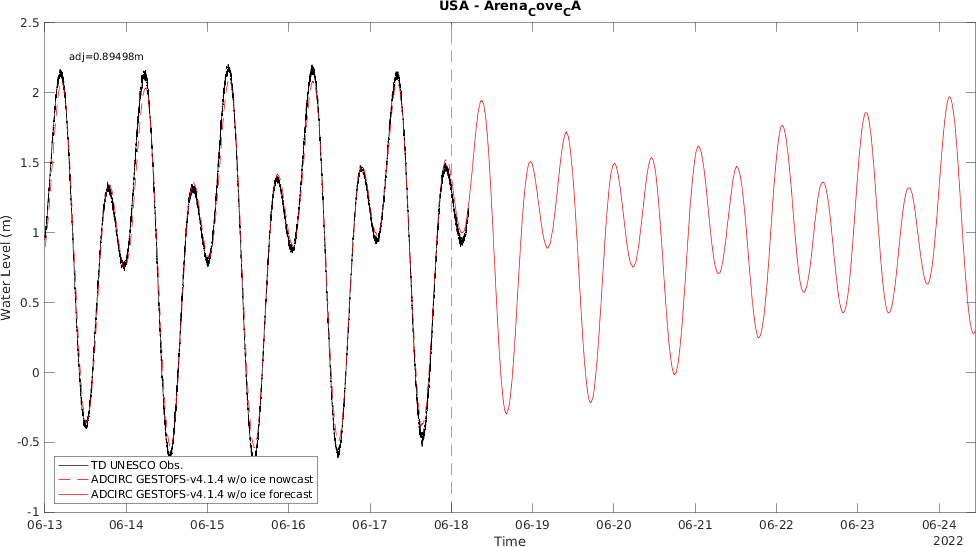 USA - ArenaCoveCA
adj=0.89498m
2.5
2
1.5
1
0.5
0
-0.5
-1
Water Level (m)
TD UNESCO Obs.
ADCIRC GESTOFS-v4.1.4 w/o ice nowcast
ADCIRC GESTOFS-v4.1.4 w/o ice forecast
06-13 06-14 06-15 06-16 06-17 06-18 06-19 06-20 06-21 06-22 06-23 06-24
Time
2022